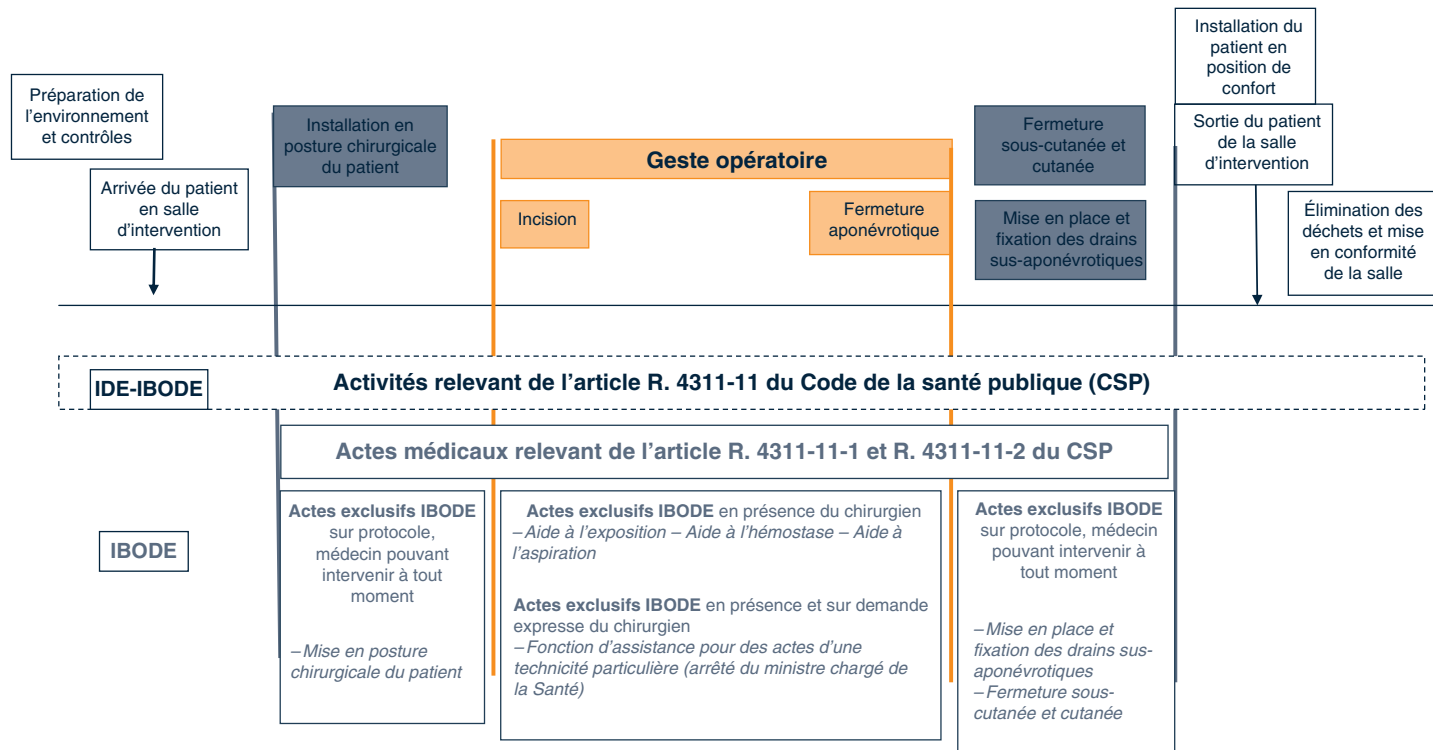 Préparation de
l’environnement
et contrôles
Arrivée du patient
en salle
d’intervention
Installation en
posture chirurgicale
du patient
Geste opératoire
Incision
Fermeture
aponévrotique
Fermeture
sous-cutanée et
cutanée
Mise en place et
fixation des drains
sus-aponévrotiques
Installation du
patient en
position de
confort
Sortie du patient
de la salle
d’intervention
Élimination des
déchets et mise
en conformité
de la salle
IDE-IBODE
Activités relevant de l’article R. 4311-11 du Code de la santé publique (CSP)
Actes médicaux relevant de l’article R. 4311-11-1 et R. 4311-11-2 du CSP
IBODE
Actes exclusifs IBODE
sur protocole,
médecin pouvant
intervenir à tout
moment
–Mise en posture
chirurgicale du patient
Actes exclusifs IBODE en présence du chirurgien
–Aide à l’exposition – Aide à l’hémostase – Aide à
l’aspiration
Actes exclusifs IBODE en présence et sur demande
expresse du chirurgien
–Fonction d’assistance pour des actes d’une
technicité particulière (arrêté du ministre chargé de
la Santé)
Actes exclusifs IBODE
sur protocole, médecin
pouvant intervenir à
tout moment
–Mise en place et
fixation des drains sus-
aponévrotiques
–Fermeture sous-
cutanée et cutanée